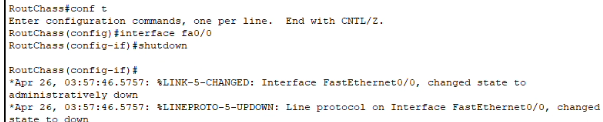 RoutChass#conf t
Enter configuration commands, one per line.  End with CNTL/Z.
RoutChass(config)#interface fa0/0
RoutChass(config-if)#shutdown

RoutChass(config-if)#
*Apr 26, 03:57:46.5757: %LINK-5-CHANGED: Interface FastEthernet0/0, changed state to
administratively down
*Apr 26, 03:57:46.5757: %LINEPROTO-5-UPDOWN: Line protocol on Interface FastEthernet0/0, changed
state to down